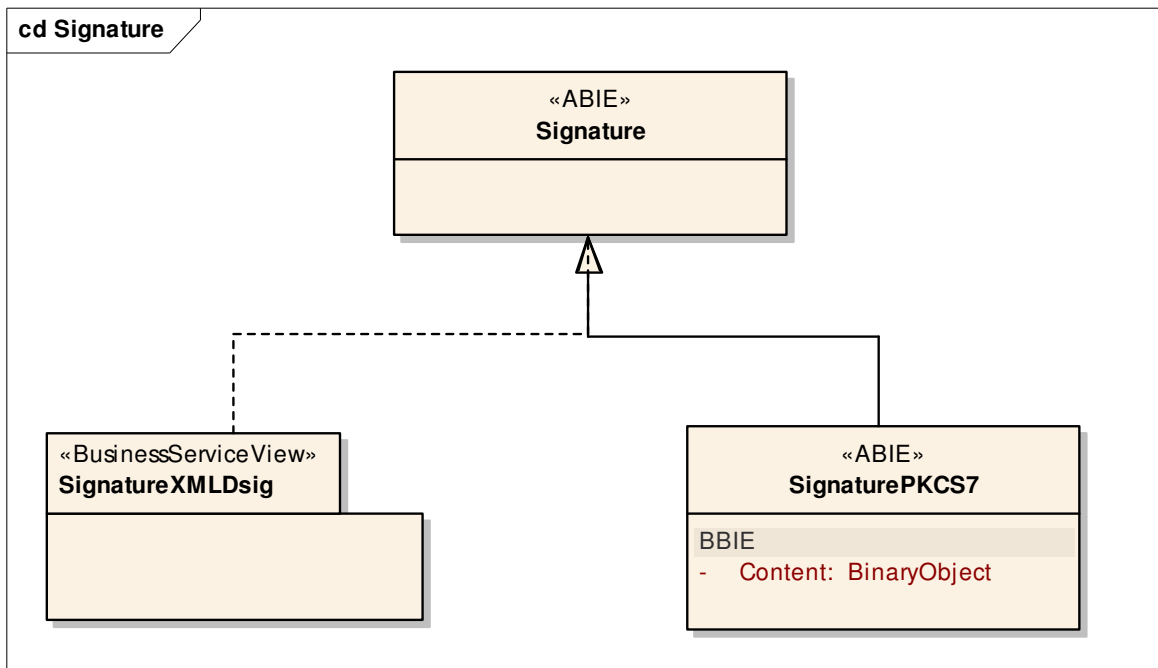 cd Signature
«ABIE»
Signature
«BusinessServiceView»
SignatureXMLDsig
«ABIE»
SignaturePKCS7
BBIE
- Content: BinaryObject